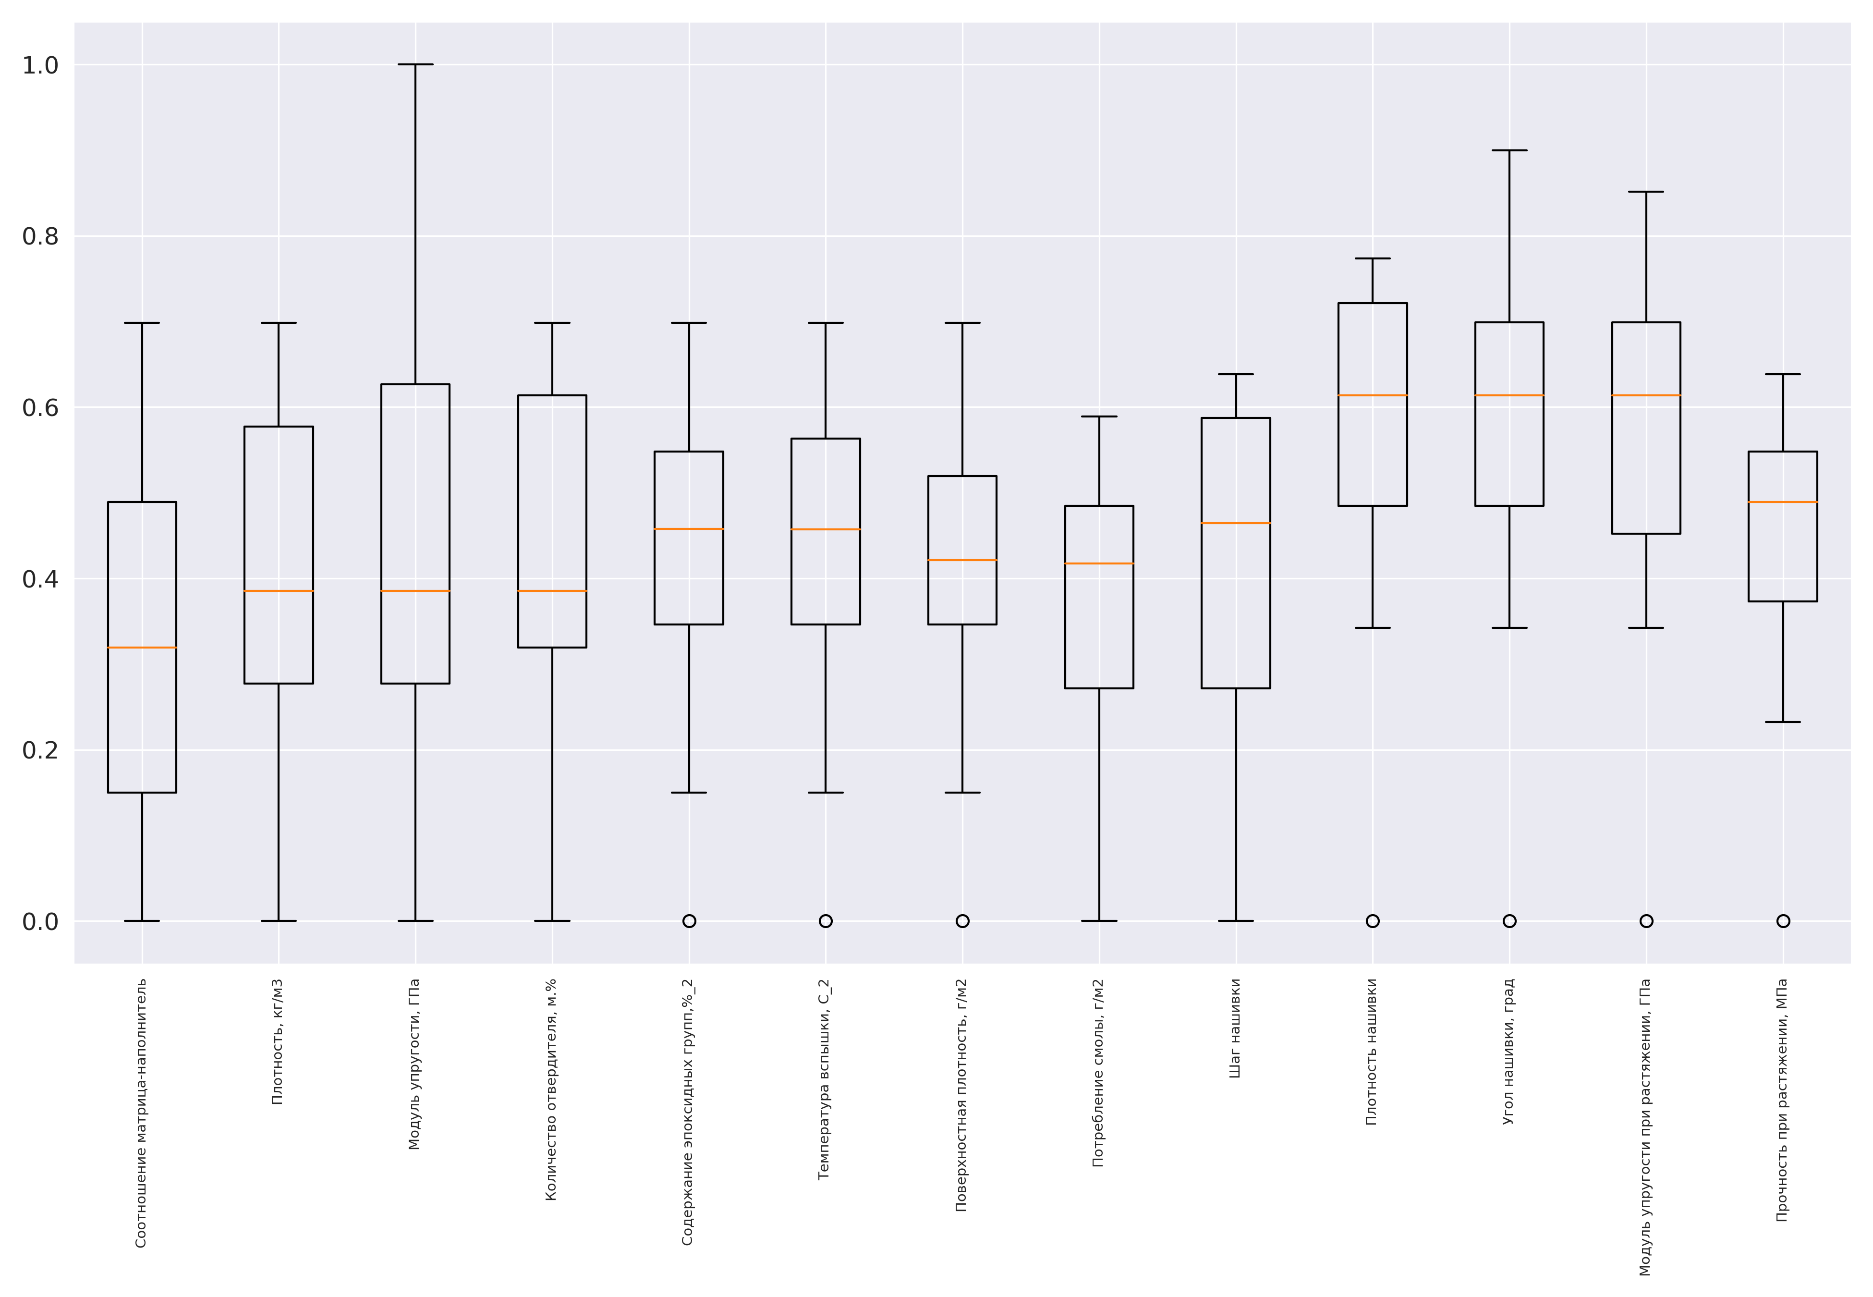 1.0
0.8
0.6
0.4
0.2
0.0
Соотношение матрица-наполнитель
Плотность, кг/м3
Модуль упругости, ГПа
Количество отвердителя, м.%
Содержание эпоксидных групп,%_2
Температура вспышки, С_2
Поверхностная плотность, г/м2
Потребление смолы, г/м2
Шаг нашивки
Плотность нашивки
Угол нашивки, град
Модуль упругости при растяжении, ГПа
Прочность при растяжении, МПа